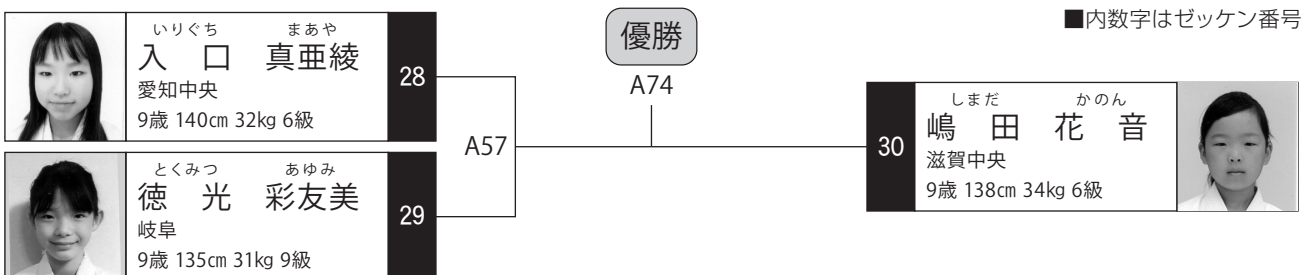 ■内数字はゼッケン番号
優勝
A74
いりぐち まあや
入口 真亜綾
愛知中央
9歳 140cm 32kg 6級
28
A57
とくみつ あゆみ
徳光 彩友美
岐阜
9歳 135cm 31kg 9級
29
30
しまだ かのん
嶋田 花音
滋賀中央
9歳 138cm 34kg 6級